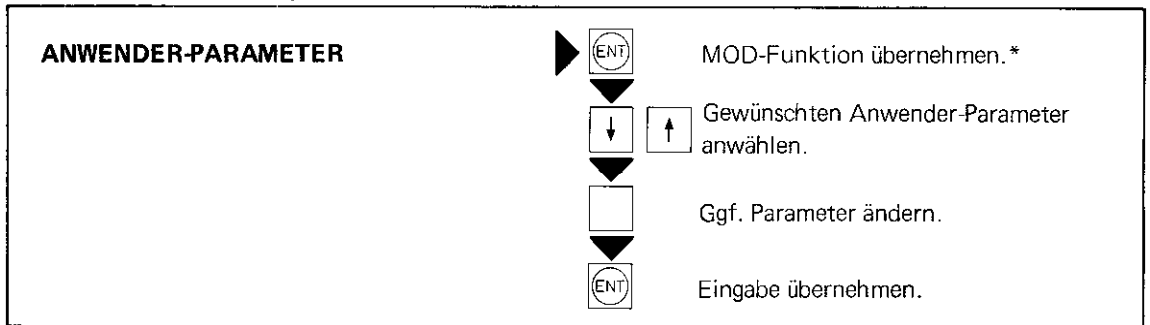 ANWENDER-PARAMETER
ENT MOD-Funktion übernehmen.*
↓ ↑ Gewünschten Anwender-Parameter
anwählen.
Ggf. Parameter ändern.
ENT Eingabe übernehmen.